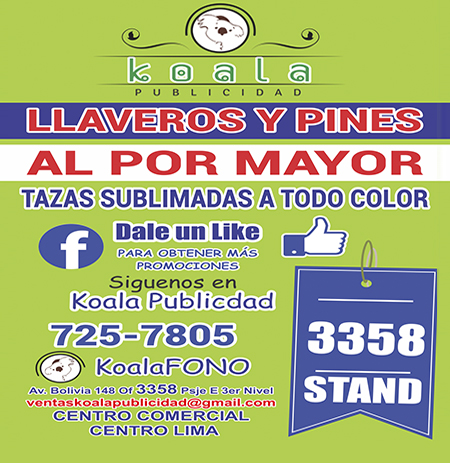 koala
PUBLICIDAD
LLAVEROS Y PINES
AL POR MAYOR
TAZAS SUBLIMADAS A TODO COLOR
f
Dale un Like
PARA OBTENER MÁS
PROMOCIONES
Siguenos en
Koala Publicdad
725-7805
KoalaFONO
Av. Bolivia 148 Of 3358 Psje E 3er Nivel
ventaskoalapublicidad@gmail.com
CENTRO COMERCIAL
CENTRO LIMA
3358
STAND